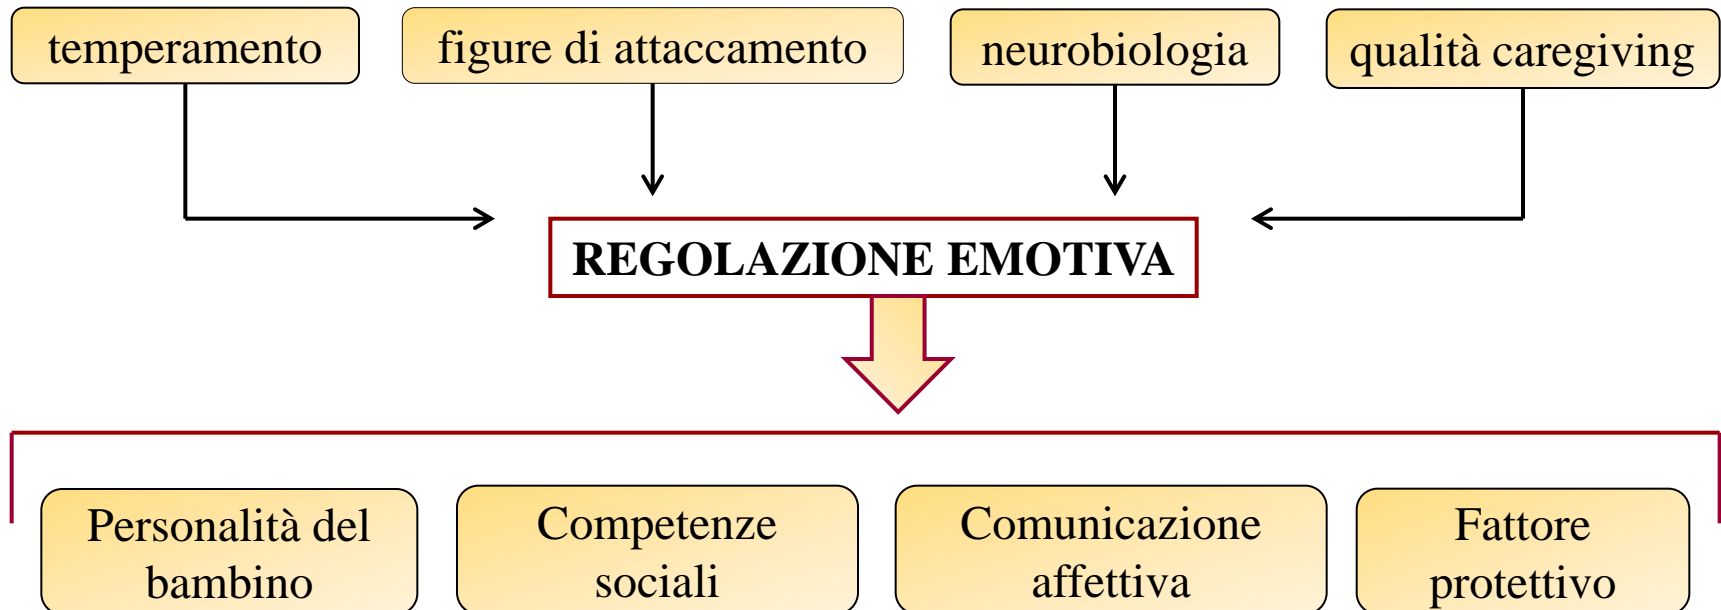 temperamento
figure di attaccamento
neurobiologia
qualità caregiving
REGOLAZIONE EMOTIVA
Personalità del
bambino
Competenze
sociali
Comunicazione
affettiva
Fattore
protettivo